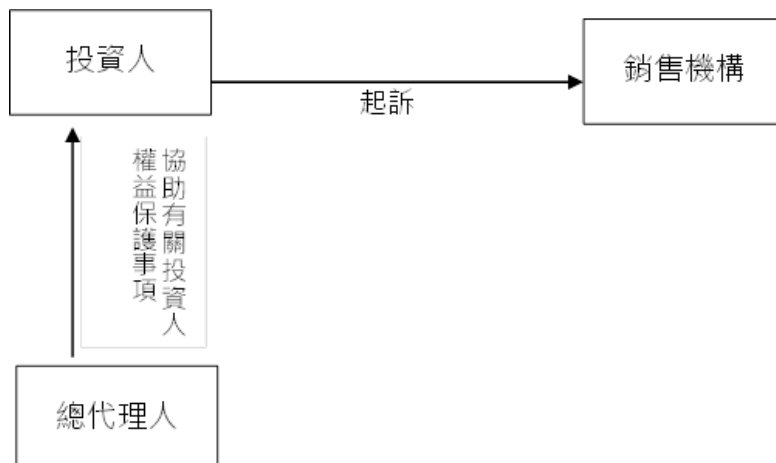 投資人
銷售機構
起訴
協助有關投資人
權益保護事項
總代理人